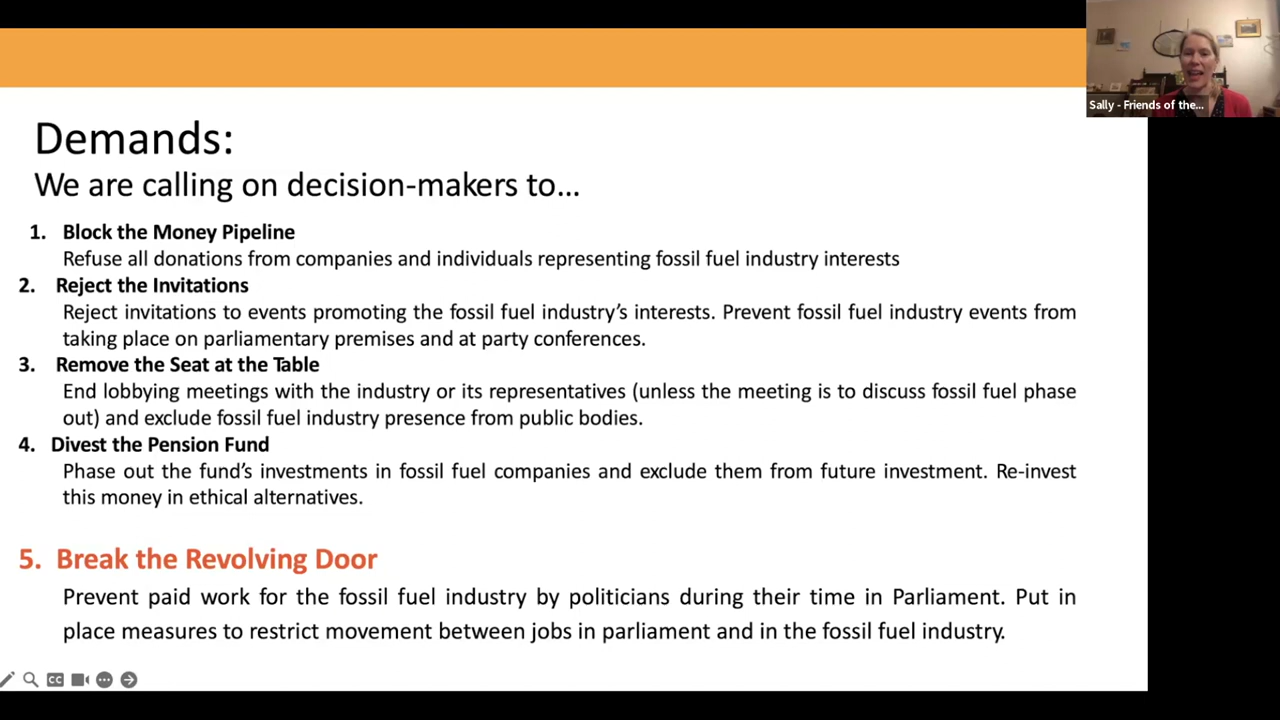 Sally - Friends of the...
Demands:
We are calling on decision-makers to...
1. Block the Money Pipeline
Refuse all donations from companies and individuals representing fossil fuel industry interests
2. Reject the Invitations
Reject invitations to events promoting the fossil fuel industry’s interests. Prevent fossil fuel industry events from
taking place on parliamentary premises and at party conferences.
3. Remove the Seat at the Table
End lobbying meetings with the industry or its representatives (unless the meeting is to discuss fossil fuel phase
out) and exclude fossil fuel industry presence from public bodies.
4. Divest the Pension Fund
Phase out the fund’s investments in fossil fuel companies and exclude them from future investment. Re-invest
this money in ethical alternatives.
5. Break the Revolving Door
Prevent paid work for the fossil fuel industry by politicians during their time in Parliament. Put in
place measures to restrict movement between jobs in parliament and in the fossil fuel industry.
CC